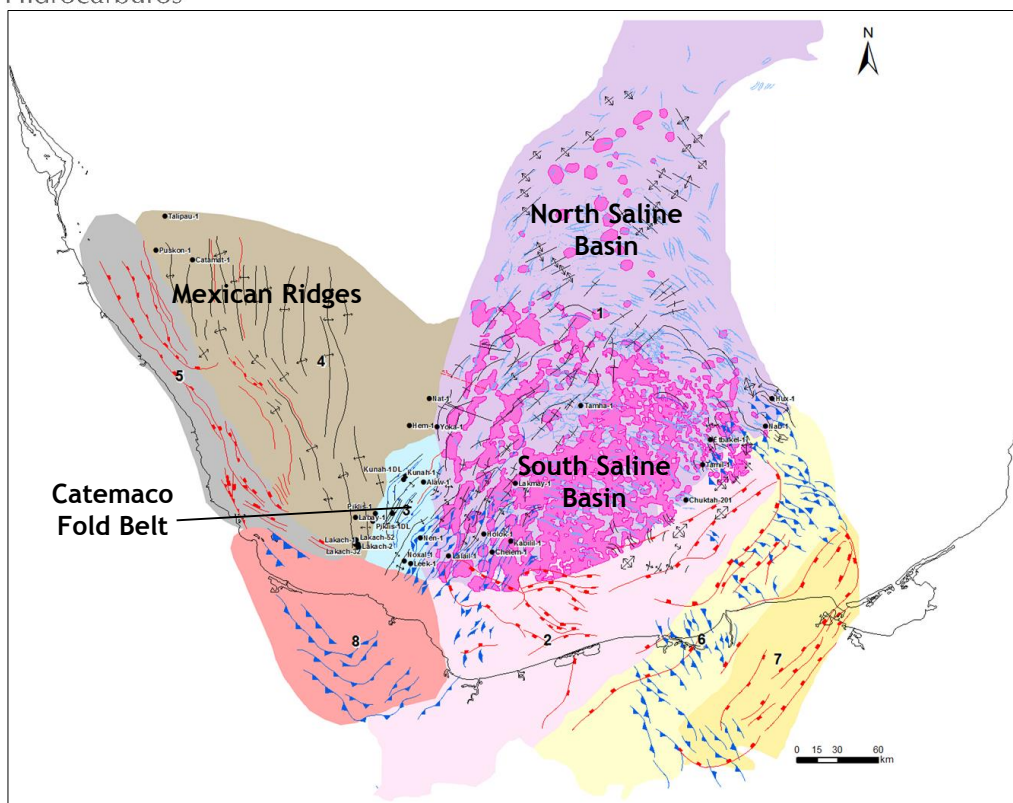 Hidrocarburos
N
North Saline
Basin
Talipau-1
Puskon-1
Catamat-1
Mexican Ridges
1
4
5
Nat-1
Tamha-1
Hux-1
Hem-1
Yoka-1
Nab-1
Etbakel-1
Kunah-1DL
Kunah-1
South Saline
Basin
Tamil-1
Alaw-1
Lakmay-1
Catemaco
Fold Belt
Chuktah-201
Piklis-1
3
Labay-1
Piklis-1DL
Lakach-52
Nen-1
Holok-1
Kabilil-1
Lakach-2
Lakach-32
Noxal-1
Lalail-1
Chelem-1
Leek-1
8
2
6
7
0 15 30 60
km